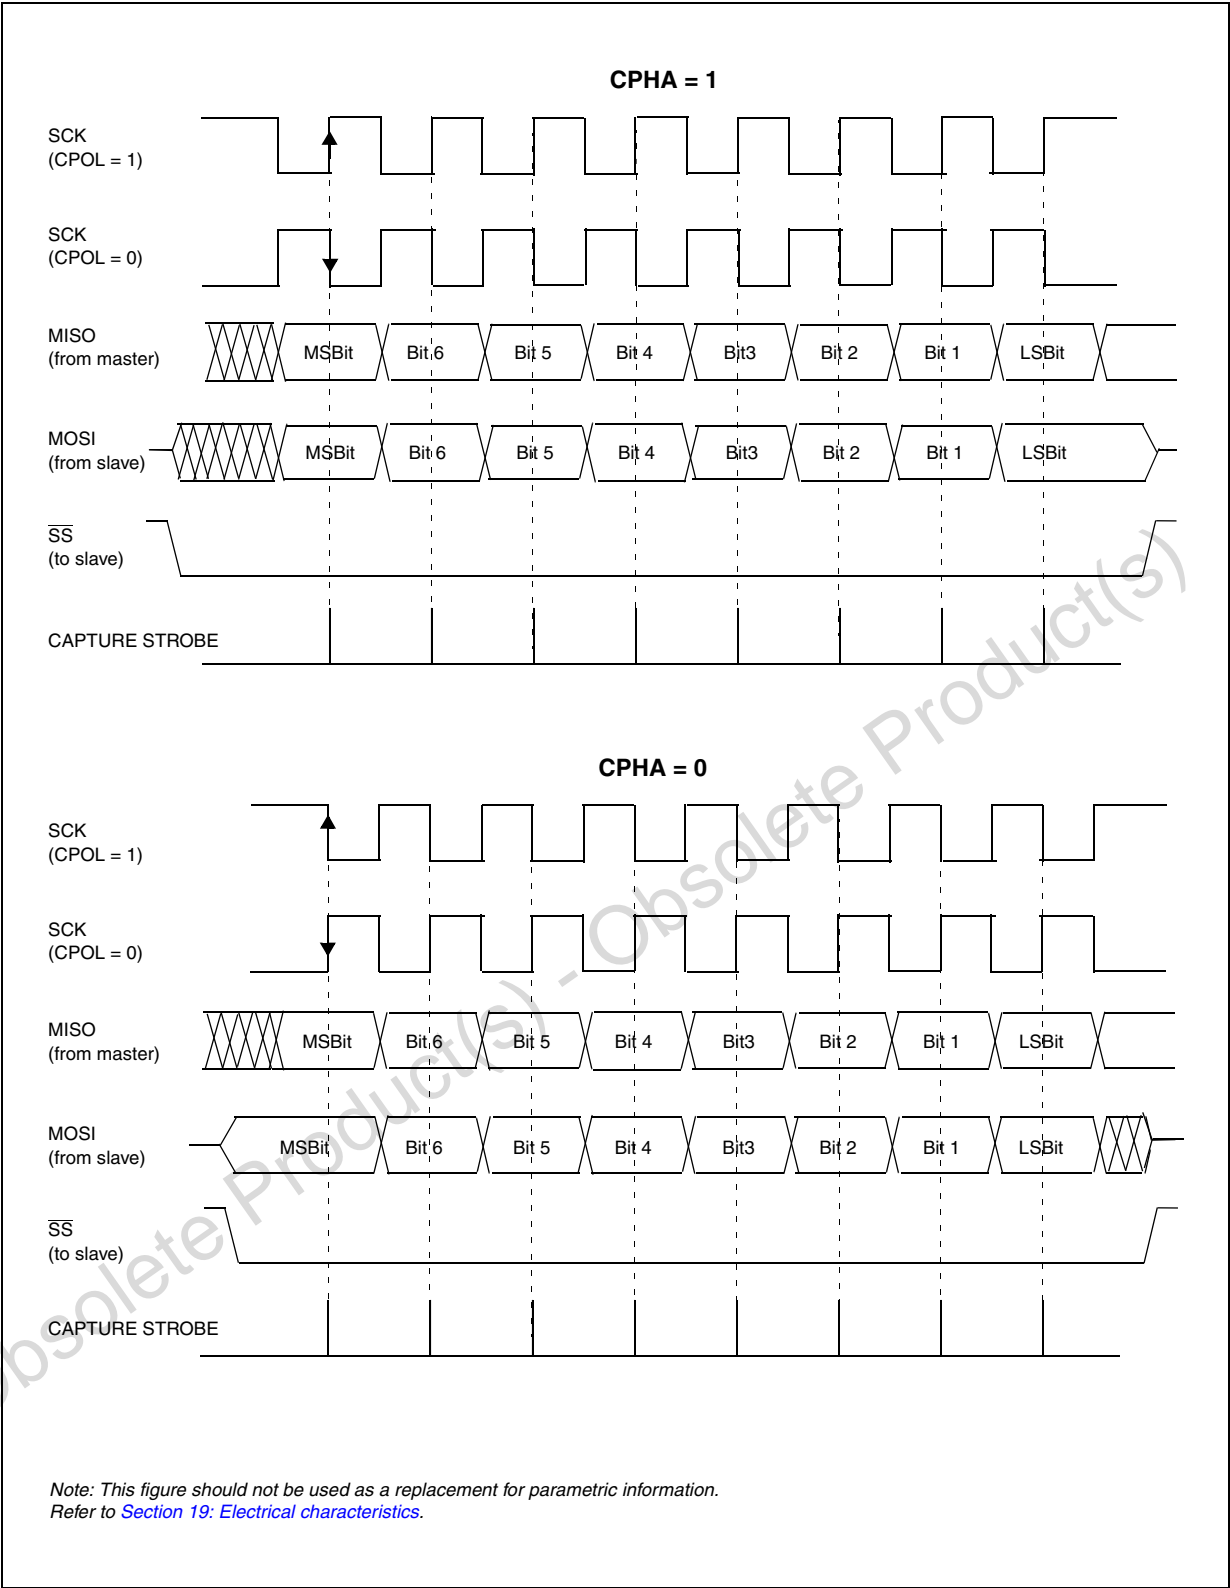 CPHA = 1
SCK
(CPOL = 1)
SCK
(CPOL = 0)
MISO
(from master)
MSBit Bit 6 Bit 5 Bit 4 Bit3 Bit 2 Bit 1 LSBit
MOSI
(from slave)
MSBit Bit 6 Bit 5 Bit 4 Bit3 Bit 2 Bit 1 LSBit
SS
(to slave)
CAPTURE STROBE
CPHA = 0
SCK
(CPOL = 1)
SCK
(CPOL = 0)
MISO
(from master)
MSBit Bit 6 Bit 5 Bit 4 Bit3 Bit 2 Bit 1 LSBit
MOSI
(from slave)
MSBit Bit 6 Bit 5 Bit 4 Bit3 Bit 2 Bit 1 LSBit
SS
(to slave)
CAPTURE STROBE
Note: This figure should not be used as a replacement for parametric information.
Refer to Section 19: Electrical characteristics.
Obsolete Product(s) - Obsolete Product(s)